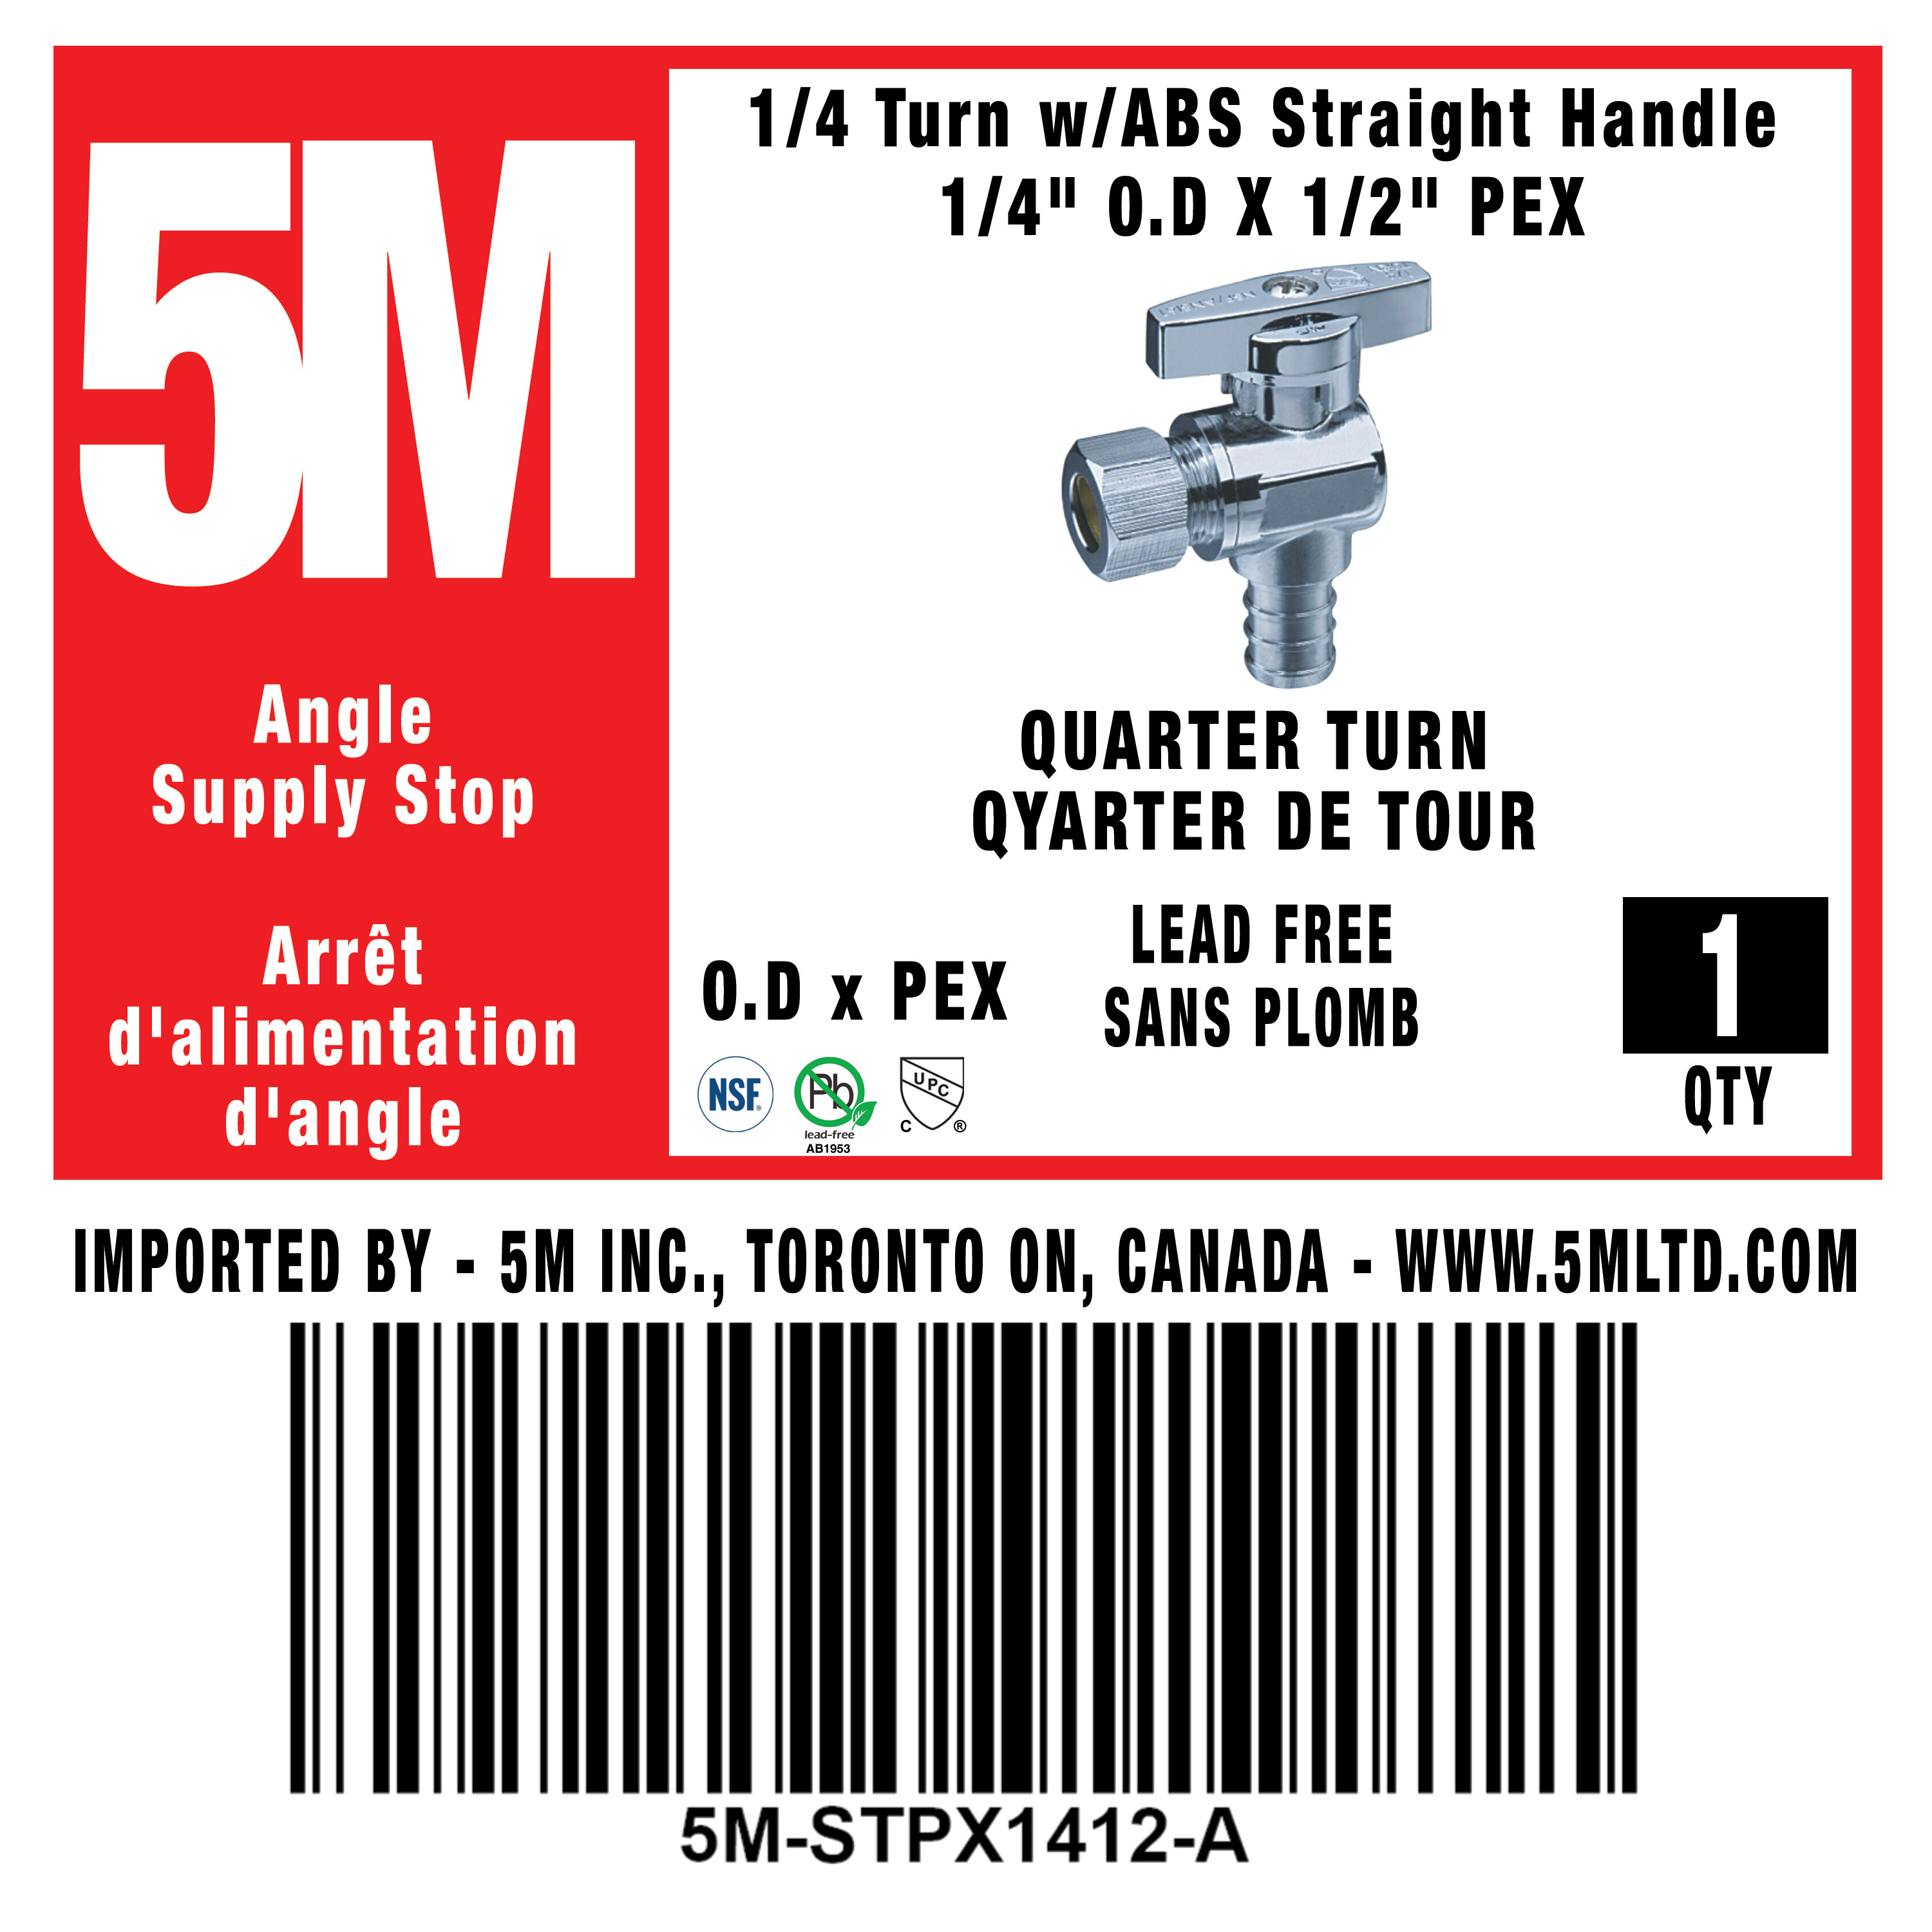 5M
Angle
Supply Stop
Arrêt
d'alimentation
d'angle
1/4 Turn w/ABS Straight Handle
1/4" O.D X 1/2" PEX
QUARTER TURN
QYARTER DE TOUR
O.D x PEX
LEAD FREE
SANS PLOMB
1
QTY
NSF®
Pb
lead-free
AB1953
UPC
C ®
IMPORTED BY - 5M INC., TORONTO ON, CANADA - WWW.5MLTD.COM
5M-STPX1412-A